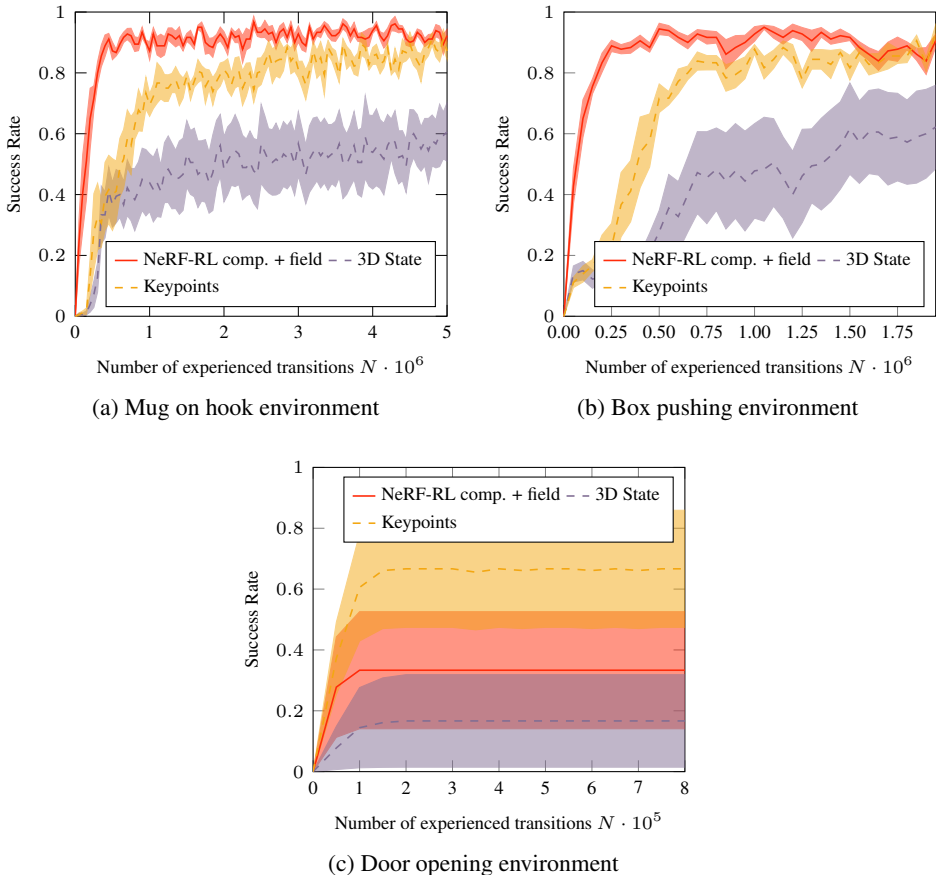 1
0.8
0.6
0.4
0.2
0
Success Rate
NeRF-RL comp. + field
3D State
Keypoints
0 1 2 3 4 5
Number of experienced transitions N · 10^6
(a) Mug on hook environment
1
0.8
0.6
0.4
0.2
0
Success Rate
NeRF-RL comp. + field
3D State
Keypoints
0.00 0.25 0.50 0.75 1.00 1.25 1.50 1.75
Number of experienced transitions N · 10^6
(b) Box pushing environment
1
0.8
0.6
0.4
0.2
0
Success Rate
NeRF-RL comp. + field
3D State
Keypoints
0 1 2 3 4 5 6 7 8
Number of experienced transitions N · 10^5
(c) Door opening environment